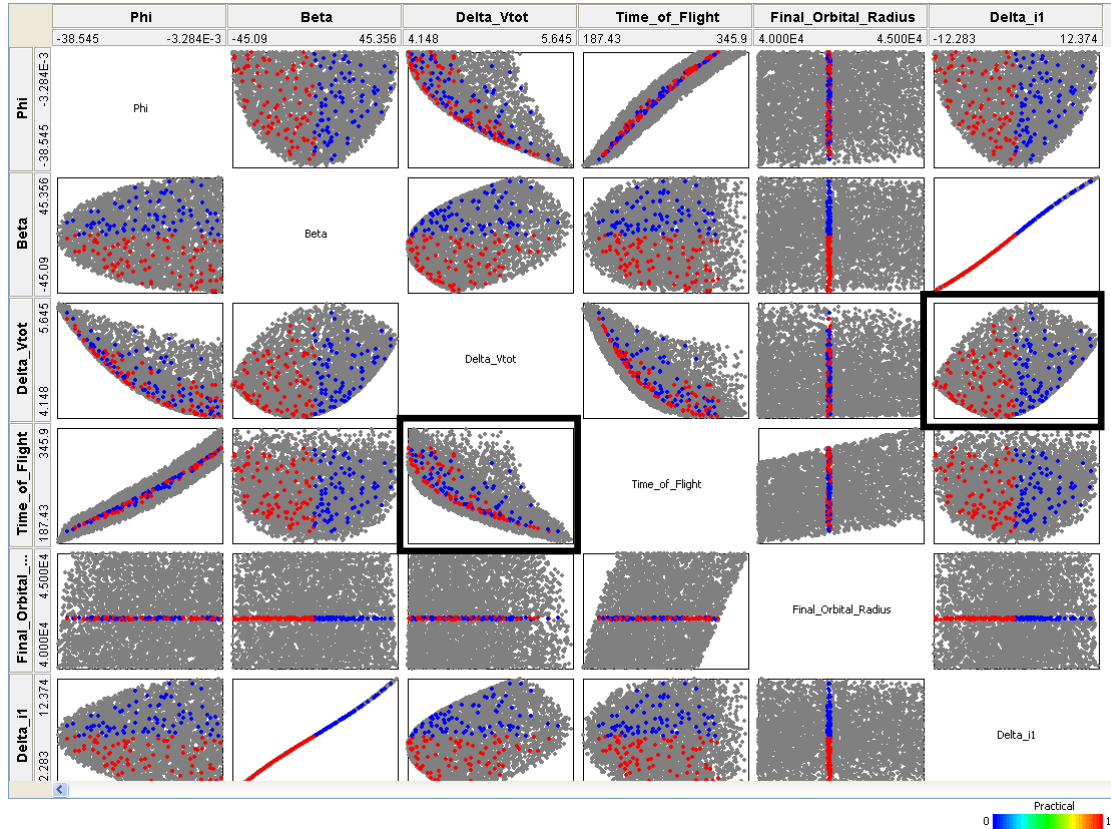 Phi Beta Delta_Vtot Time_of_Flight Final_Orbital_Radius Delta_i1
-38.545 -3.284E-3 -45.09 45.356 4.148 5.645 187.43 345.9 4.000E4 4.500E4 -12.283 12.374
Phi
-38.545 -3.284E-3
Phi
Beta
-45.09 45.356
Beta
Delta_Vtot
4.148 5.645
Delta_Vtot
Time_of_Flight
187.43 345.9
Time_of_Flight
Final_Orbital_...
4.000E4 4.500E4
Final_Orbital_Radius
Delta_i1
2.283 12.374
Delta_i1
Practical
0 1